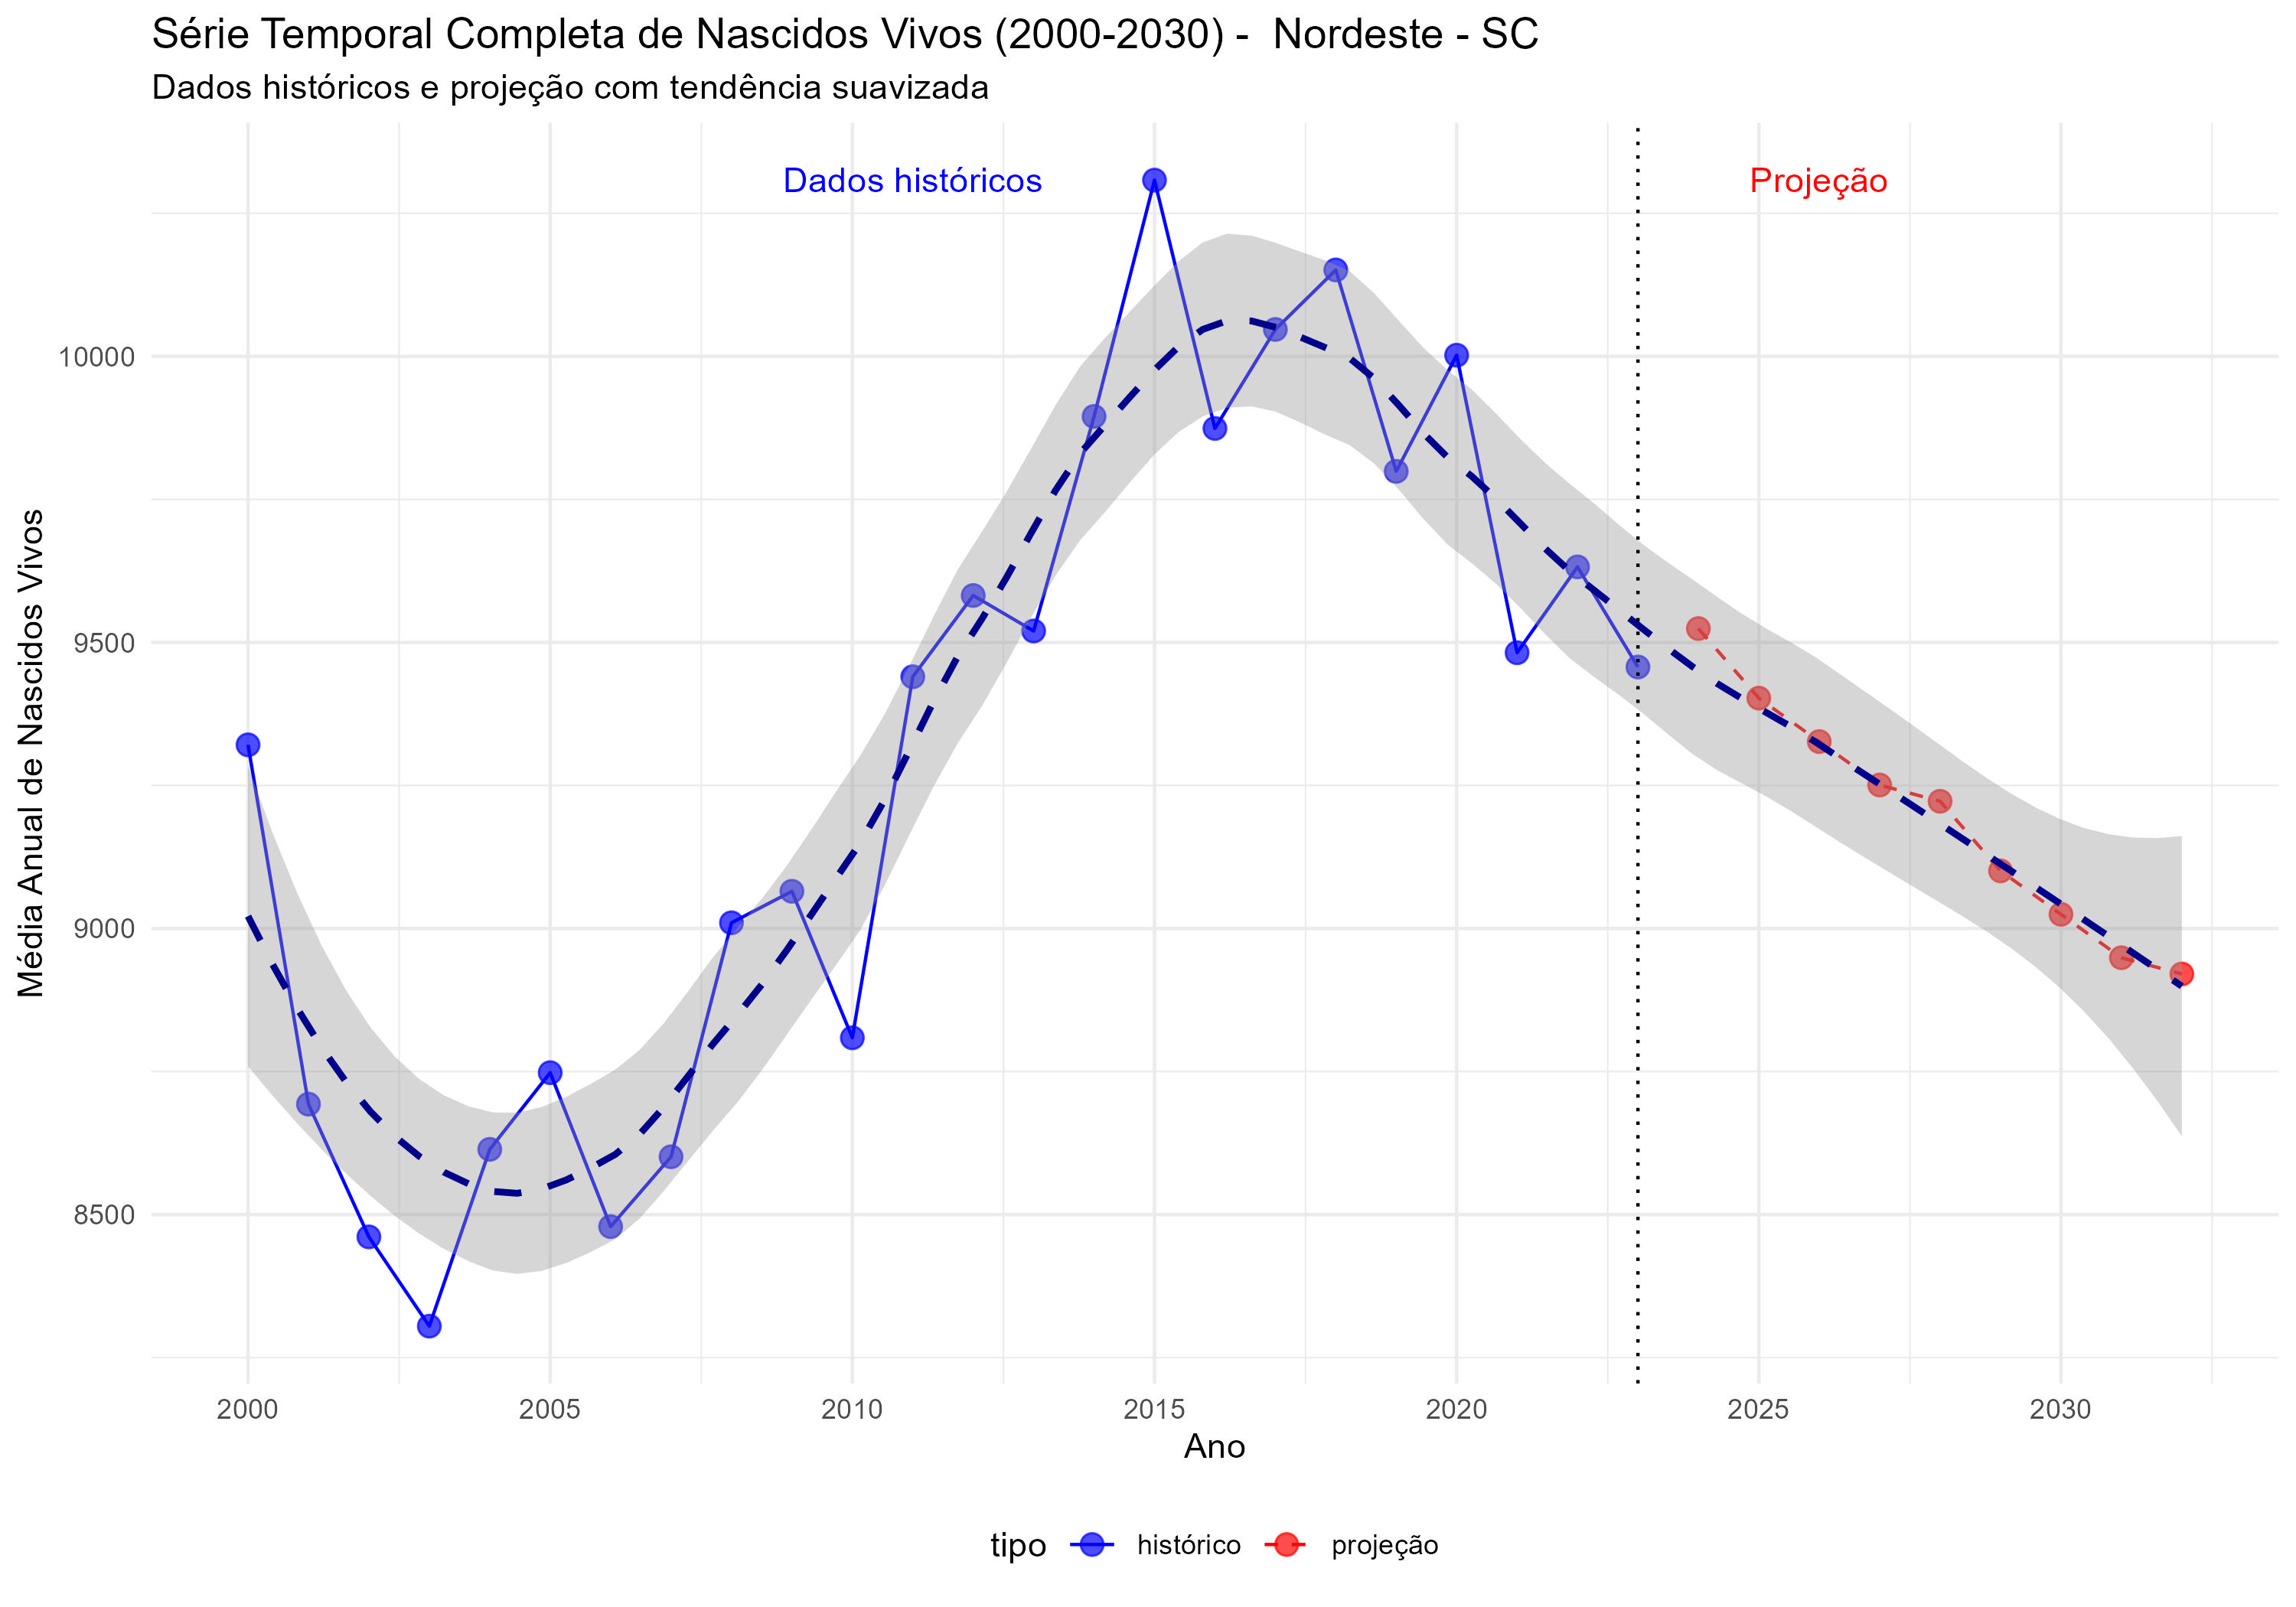 Série Temporal Completa de Nascidos Vivos (2000-2030) -  Nordeste - SC
Dados históricos e projeção com tendência suavizada
Dados históricos
Projeção
Média Anual de Nascidos Vivos
10000
9500
9000
8500
2000
2005
2010
2015
2020
2025
2030
Ano
tipo
histórico
projeção